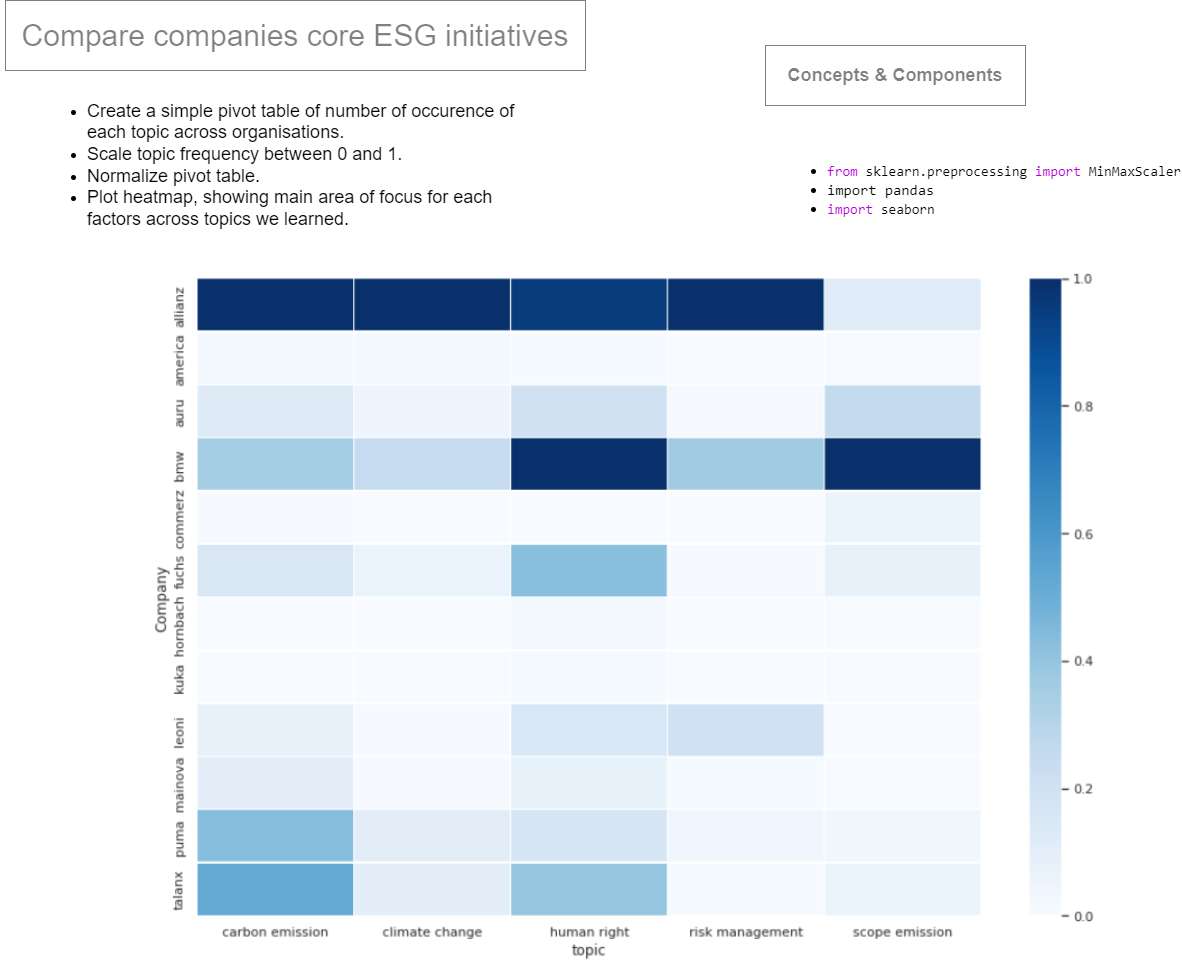 Compare companies core ESG initiatives
Concepts & Components
• Create a simple pivot table of number of occurence of
each topic across organisations.
• Scale topic frequency between 0 and 1.
• Normalize pivot table.
• Plot heatmap, showing main area of focus for each
factors across topics we learned.
• from sklearn.preprocessing import MinMaxScaler
• import pandas
• import seaborn
Company
allianz
america
auru
bmw
commerz
fuchs
hornbach
kuka
leoni
mainova
puma
talanx
carbon emission
climate change
human right
risk management
scope emission
topic
1.0
0.8
0.6
0.4
0.2
0.0